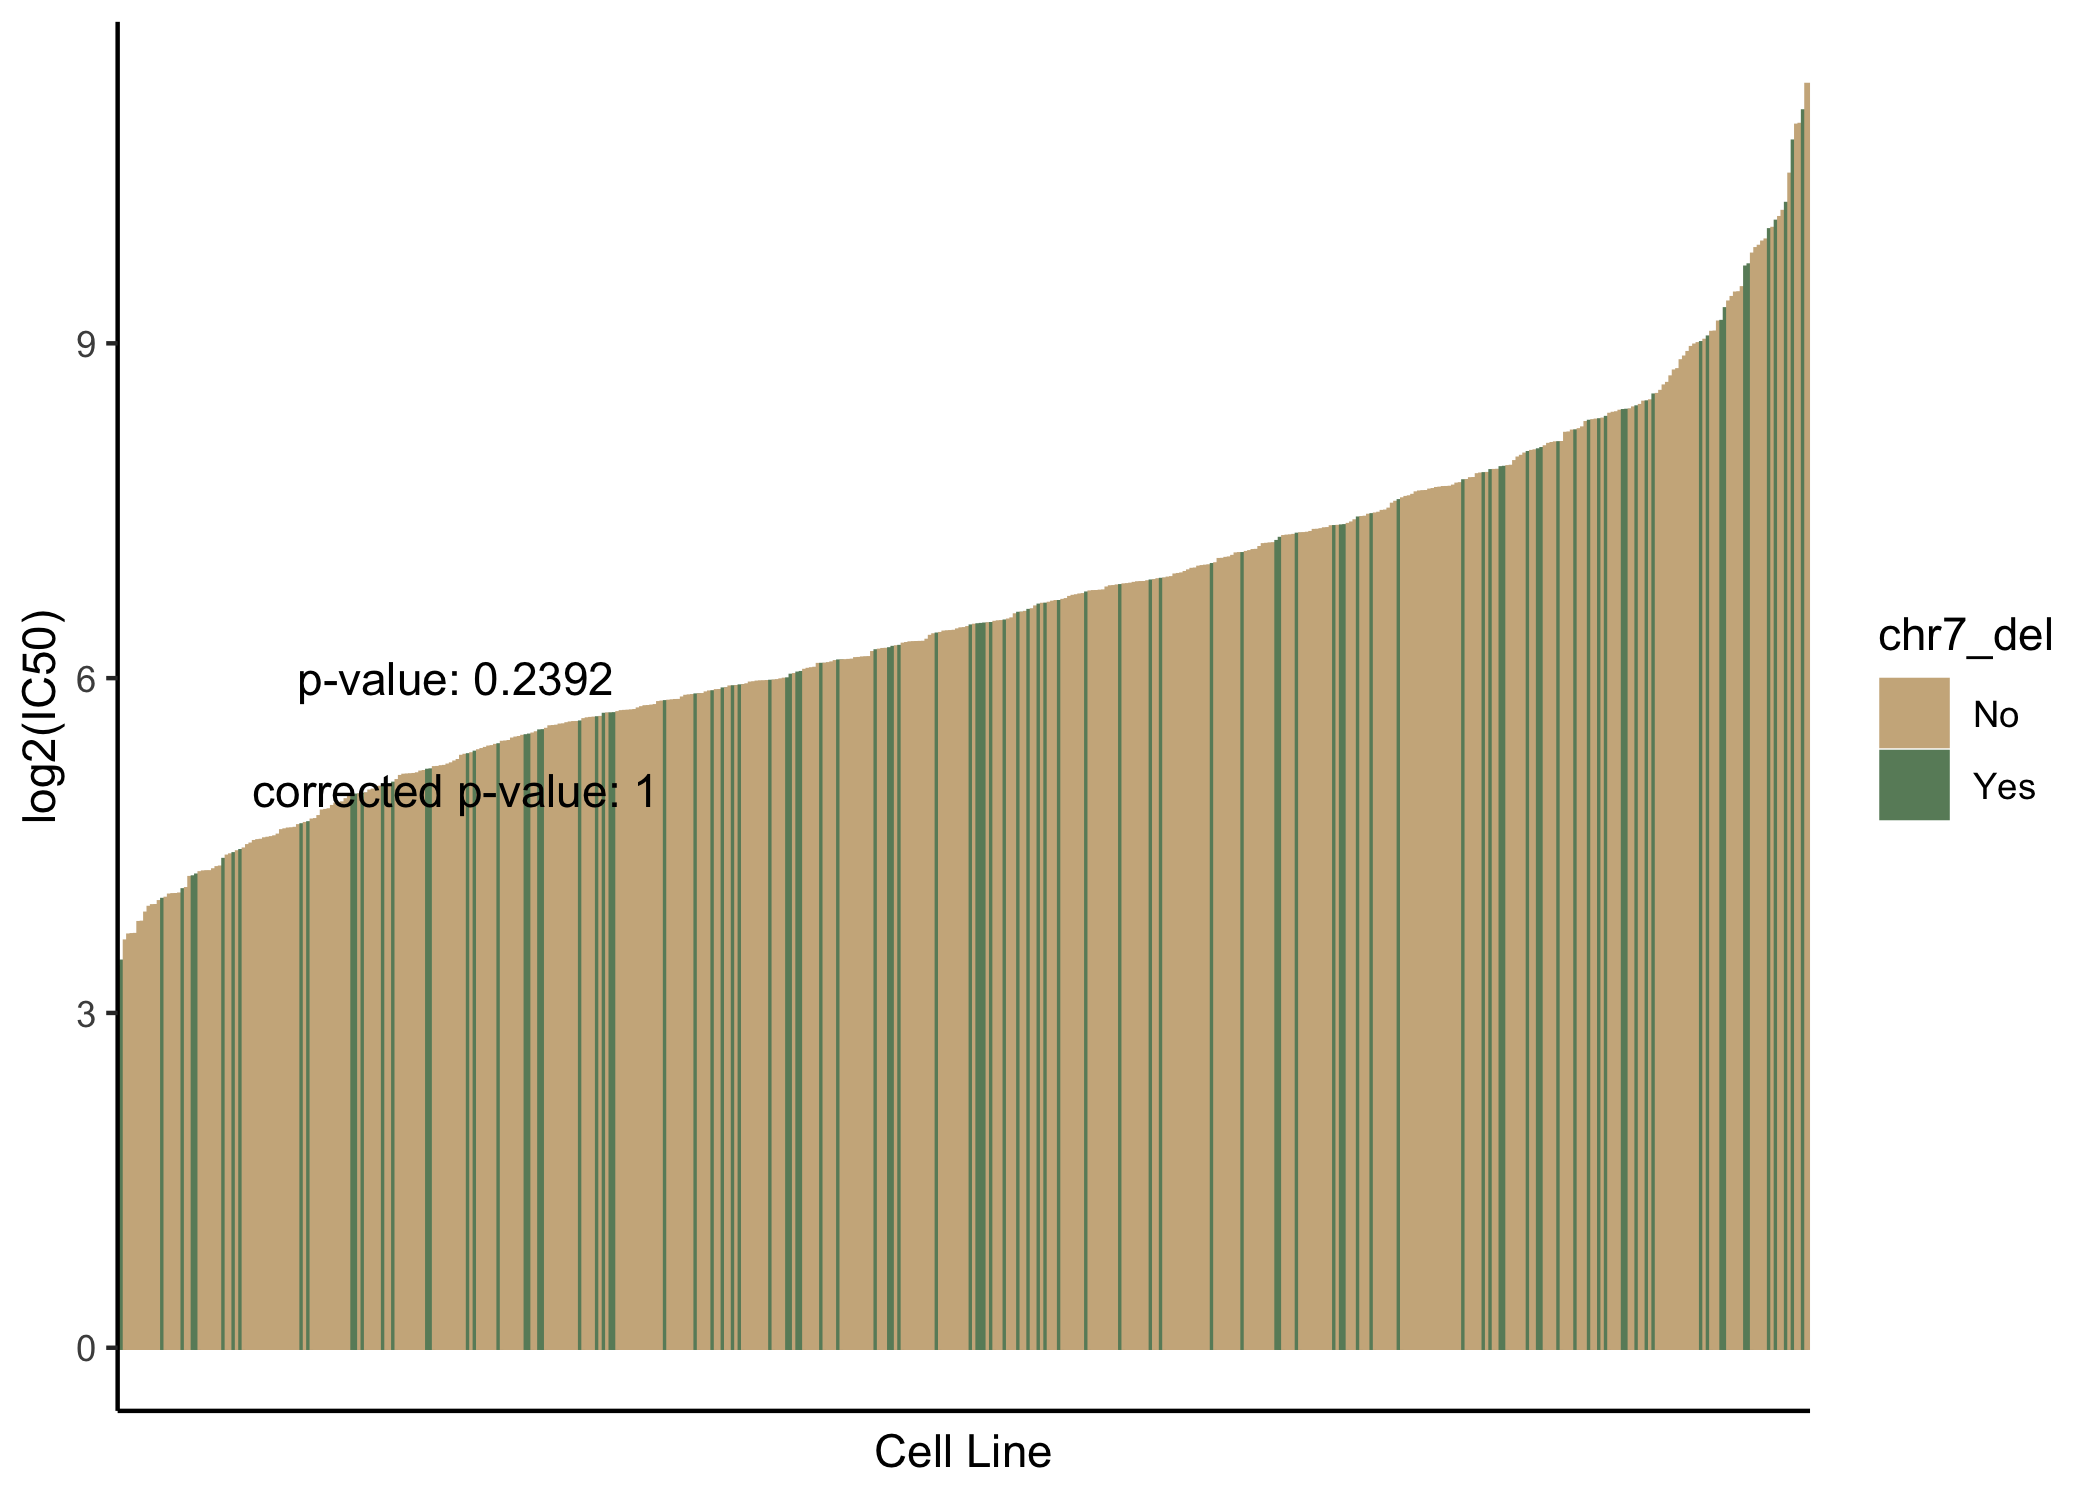 log2(IC50)
9
6
3
0
p-value: 0.2392
corrected p-value: 1
Cell Line
chr7_del
No
Yes